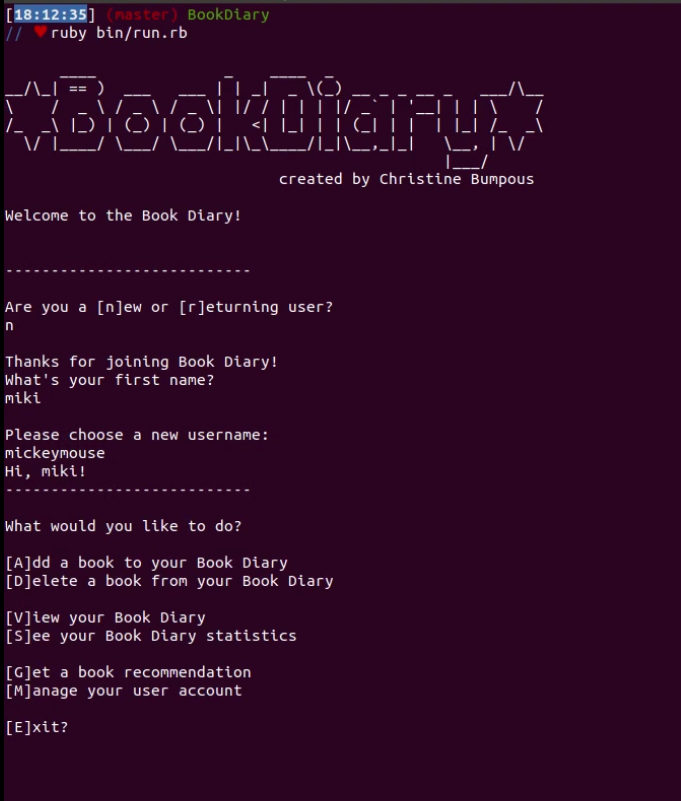 [18:12:35] (master) BookDiary
// ♥ruby bin/run.rb
BookDiary
created by Christine Bumpous
Welcome to the Book Diary!
---------------------------
Are you a [n]ew or [r]eturning user?
n
Thanks for joining Book Diary!
What's your first name?
miki
Please choose a new username:
mickeymouse
Hi, miki!
---------------------------
What would you like to do?
[A]dd a book to your Book Diary
[D]elete a book from your Book Diary
[V]iew your Book Diary
[S]ee your Book Diary statistics
[G]et a book recommendation
[M]anage your user account
[E]xit?